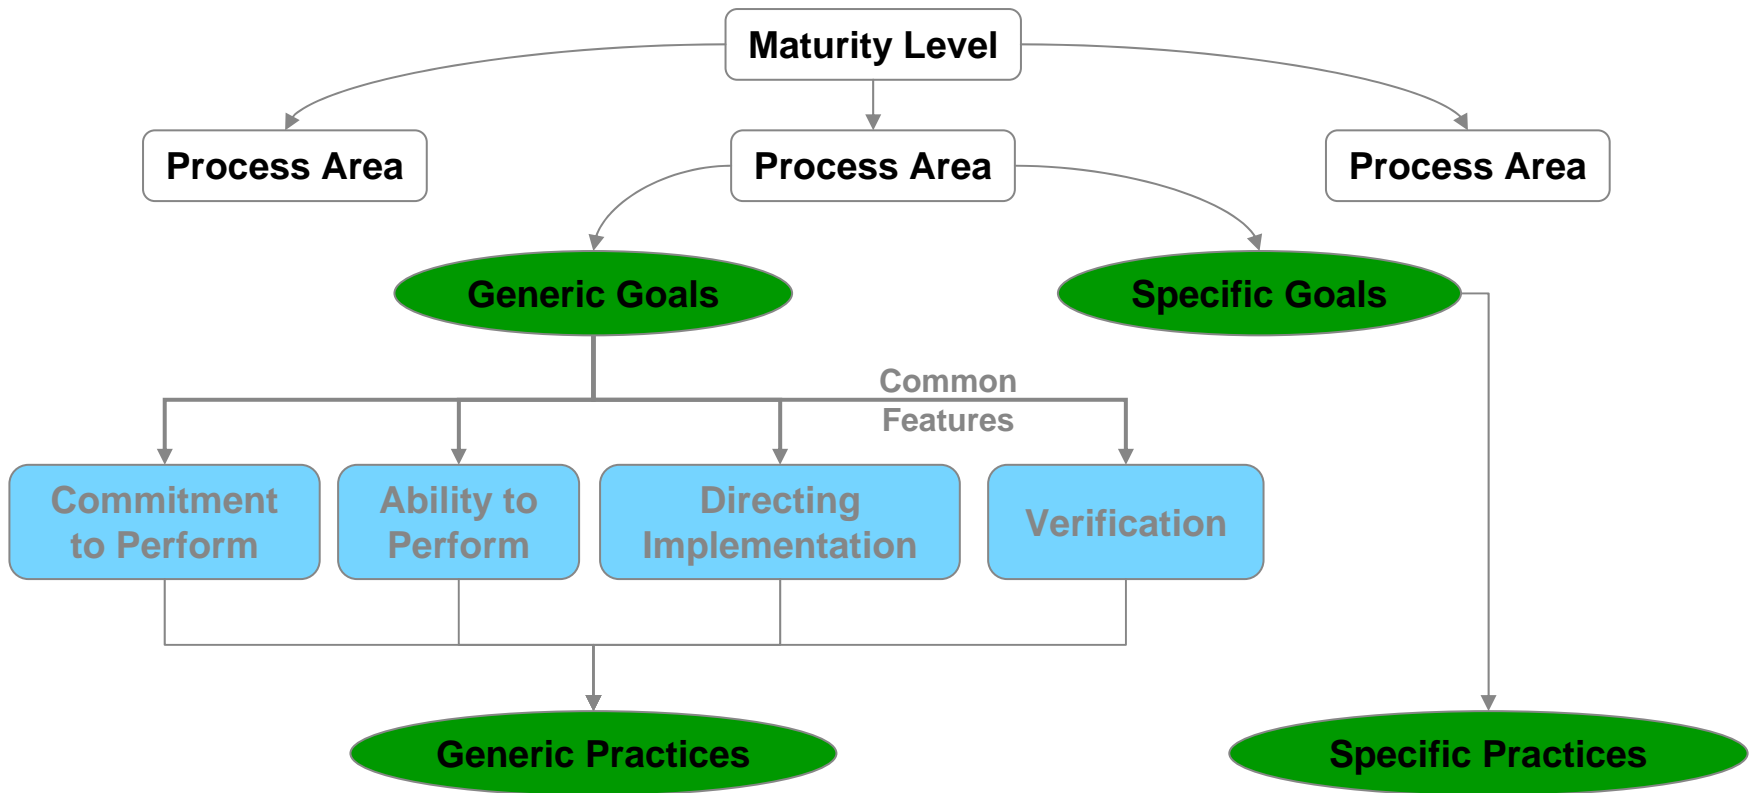 Maturity Level
Process Area
Process Area
Process Area
Generic Goals
Specific Goals
Common
Features
Commitment
to Perform
Ability to
Perform
Directing
Implementation
Verification
Generic Practices
Specific Practices